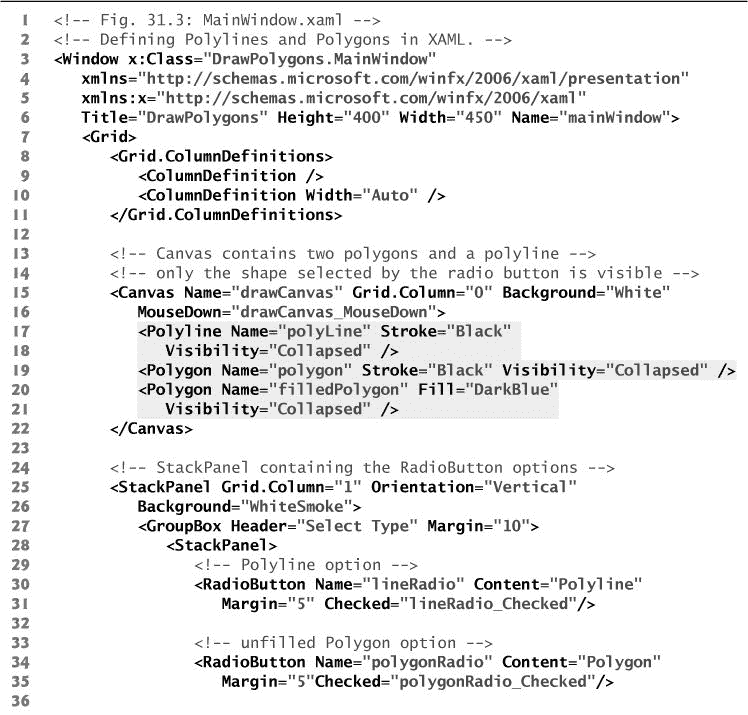 1 <!-- Fig. 31.3: MainWindow.xaml -->
2 <!-- Defining Polylines and Polygons in XAML. -->
3 <Window x:Class="DrawPolygons.MainWindow"
4 xmlns="http://schemas.microsoft.com/winfx/2006/xaml/presentation"
5 xmlns:x="http://schemas.microsoft.com/winfx/2006/xaml"
6 Title="DrawPolygons" Height="400" Width="450" Name="mainWindow">
7 <Grid>
8 <Grid.ColumnDefinitions>
9 <ColumnDefinition />
10 <ColumnDefinition Width="Auto" />
11 </Grid.ColumnDefinitions>
12
13 <!-- Canvas contains two polygons and a polyline -->
14 <!-- only the shape selected by the radio button is visible -->
15 <Canvas Name="drawCanvas" Grid.Column="0" Background="White"
16 MouseDown="drawCanvas_MouseDown">
17 <Polyline Name="polyLine" Stroke="Black"
18 Visibility="Collapsed" />
19 <Polygon Name="polygon" Stroke="Black" Visibility="Collapsed" />
20 <Polygon Name="filledPolygon" Fill="DarkBlue"
21 Visibility="Collapsed" />
22 </Canvas>
23
24 <!-- StackPanel containing the RadioButton options -->
25 <StackPanel Grid.Column="1" Orientation="Vertical"
26 Background="WhiteSmoke">
27 <GroupBox Header="Select Type" Margin="10">
28 <StackPanel>
29 <!-- Polyline option -->
30 <RadioButton Name="lineRadio" Content="Polyline"
31 Margin="5" Checked="lineRadio_Checked"/>
32
33 <!-- unfilled Polygon option -->
34 <RadioButton Name="polygonRadio" Content="Polygon"
35 Margin="5"Checked="polygonRadio_Checked"/>
36